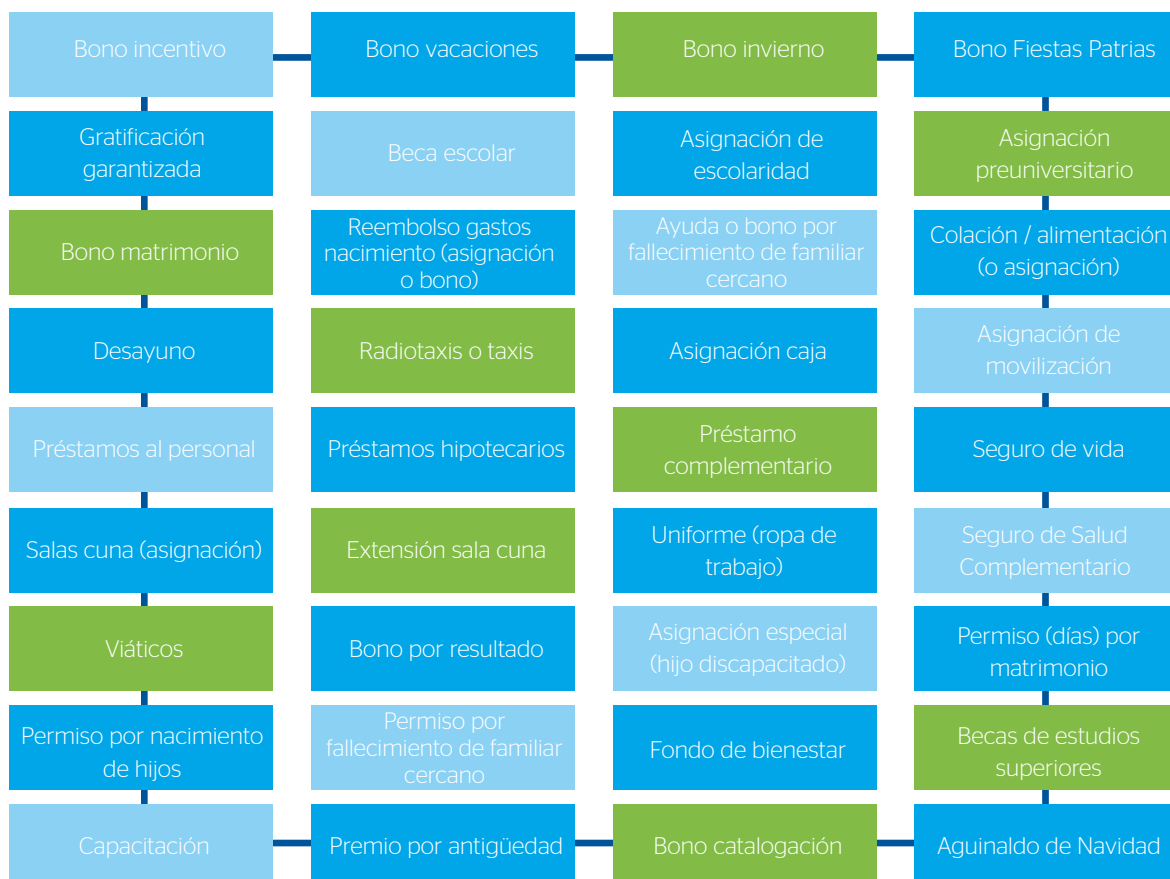 Bono incentivo
Bono vacaciones
Bono invierno
Bono Fiestas Patrias
Gratificación
garantizada
Beca escolar
Asignación de
escolaridad
Asignación
preuniversitario
Bono matrimonio
Reembolso gastos
nacimiento (asignación
o bono)
Ayuda o bono por
fallecimiento de familiar
cercano
Colación / alimentación
(o asignación)
Desayuno
Radiotaxis o taxis
Asignación caja
Asignación de
movilización
Préstamos al personal
Préstamos hipotecarios
Préstamo
complementario
Seguro de vida
Salas cuna (asignación)
Extensión sala cuna
Uniforme (ropa de
trabajo)
Seguro de Salud
Complementario
Viáticos
Bono por resultado
Asignación especial
(hijo discapacitado)
Permiso (días) por
matrimonio
Permiso por nacimiento
de hijos
Permiso por
fallecimiento de familiar
cercano
Fondo de bienestar
Becas de estudios
superiores
Capacitación
Premio por antigüedad
Bono catalogación
Aguinaldo de Navidad